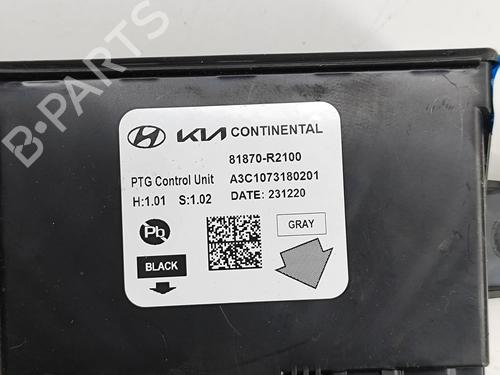 KIA CONTINENTAL
81870-R2100
PTG Control Unit A3C1073180201
H:1.01 S:1.02 DATE: 231220
Pb
GRAY
BLACK
B-PARTS